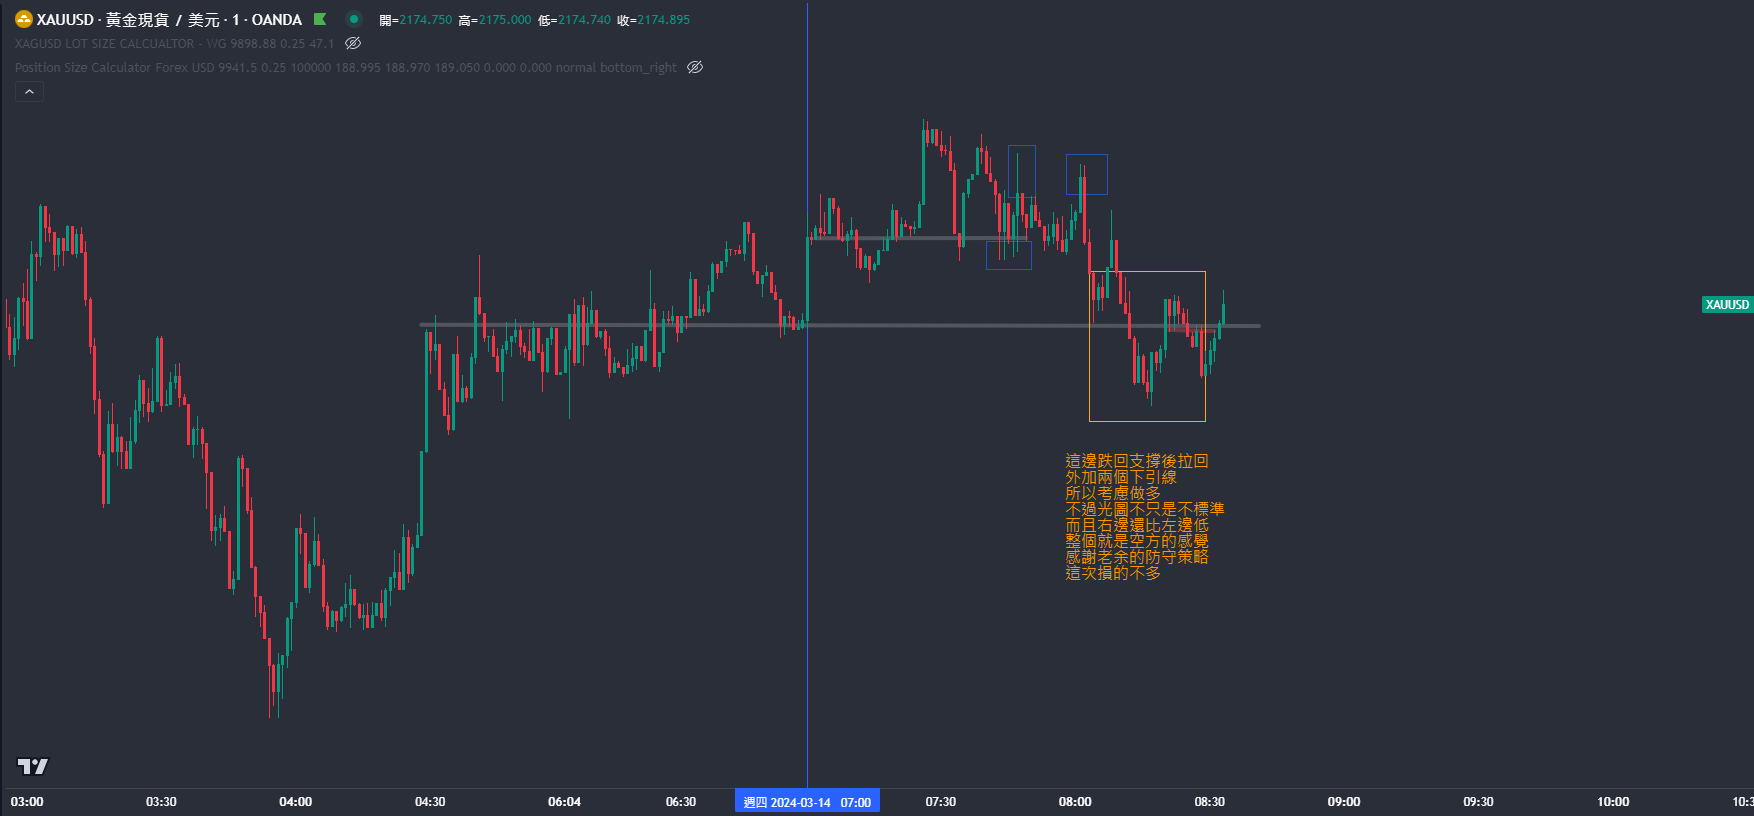 XAUUSD · 黃金現貨 / 美元 · 1 · OANDA 開=2174.750 高=2175.000 低=2174.740 收=2174.895
XAGUSD LOT SIZE CALCUALTOR - WG 9898.88 0.25 47.1
Position Size Calculator Forex USD 9941.5 0.25 100000 188.995 188.970 189.050 0.000 0.000 normal bottom_right
XAUUSD
這邊跌回支撐後拉回
外加兩個下引線
所以考慮做多
不過光圖不只是不標準
而且右邊還比左邊低
整個就是空方的感覺
感謝老余的防守策略
這次損的不多
03:00 03:30 04:00 04:30 06:04 06:30 週四 2024-03-14 07:00 07:30 08:00 08:30 09:00 09:30 10:00 10:3